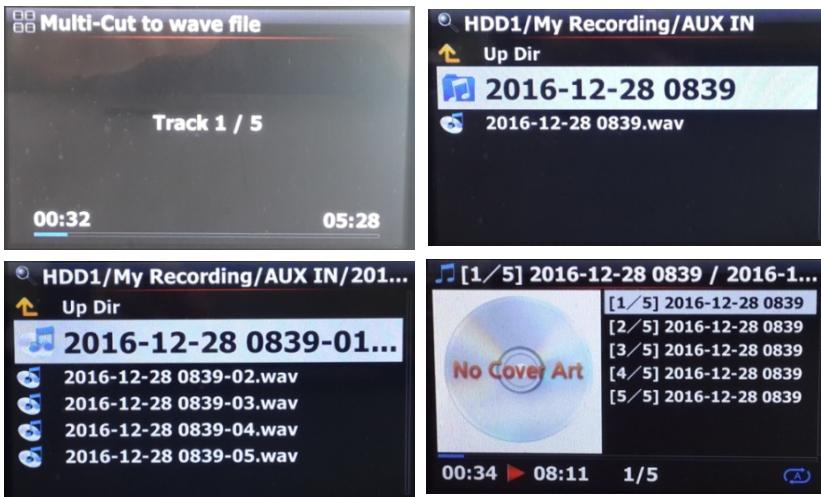 Multi-Cut to wave file
Track 1 / 5
00:32
05:28
HDD1/My Recording/AUX IN
Up Dir
2016-12-28 0839
2016-12-28 0839.wav
HDD1/My Recording/AUX IN/201...
Up Dir
2016-12-28 0839-01...
2016-12-28 0839-02.wav
2016-12-28 0839-03.wav
2016-12-28 0839-04.wav
2016-12-28 0839-05.wav
[1/5] 2016-12-28 0839 / 2016-1...
No Cover Art
[1/5] 2016-12-28 0839
[2/5] 2016-12-28 0839
[3/5] 2016-12-28 0839
[4/5] 2016-12-28 0839
[5/5] 2016-12-28 0839
00:34 08:11 1/5
A